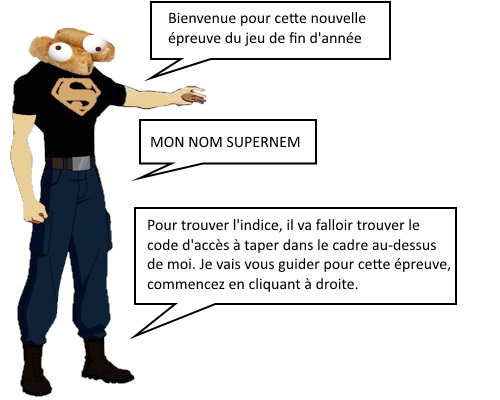 Bienvenue pour cette nouvelle
épreuve du jeu de fin d'année
MON NOM SUPERNEM
Pour trouver l'indice, il va falloir trouver le
code d'accès à taper dans le cadre au-dessus
de moi. Je vais vous guider pour cette épreuve,
commencez en cliquant à droite.